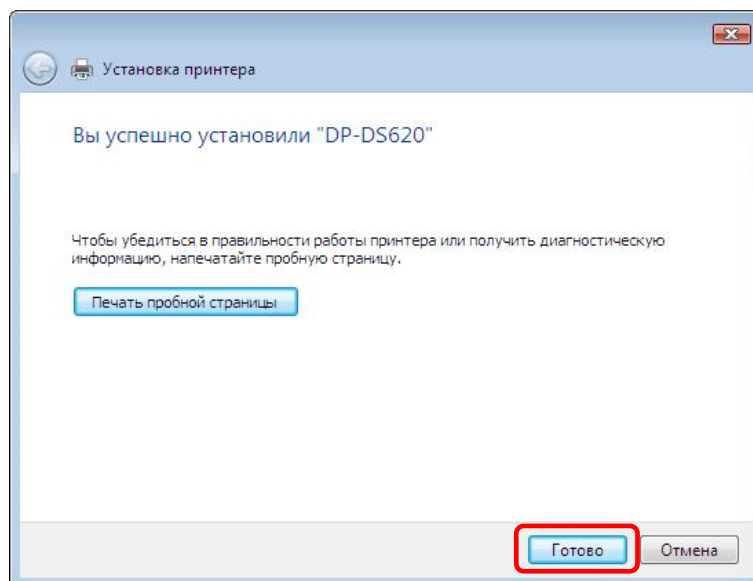 Установка принтера
Вы успешно установили "DP-DS620"
Чтобы убедиться в правильности работы принтера или получить диагностическую
информацию, напечатайте пробную страницу.
Печать пробной страницы
Готово
Отмена